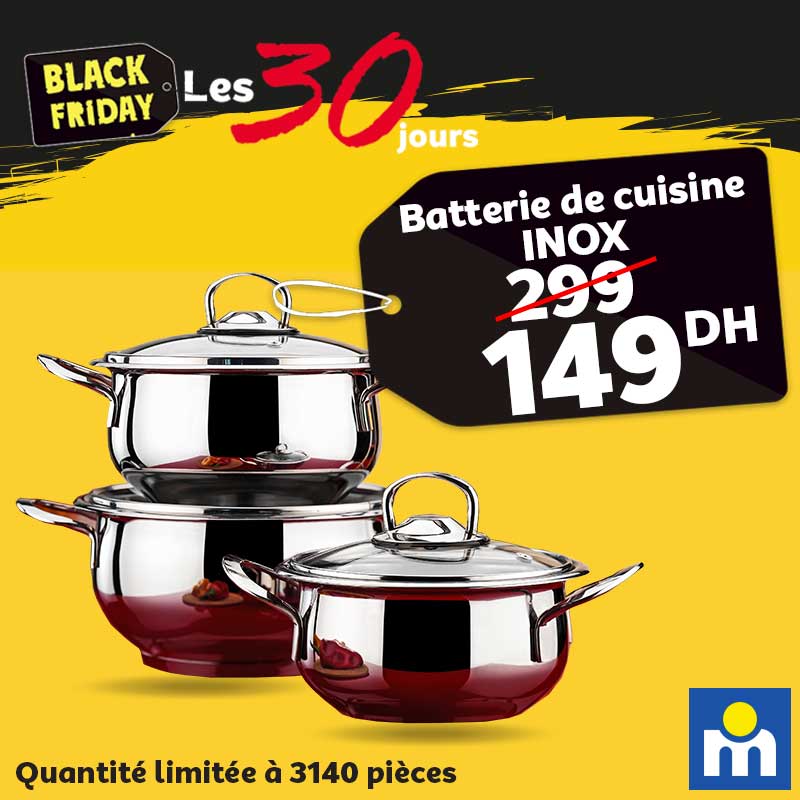 BLACK
FRIDAY
Les 30
jours
Batterie de cuisine
INOX
299
149 DH
Quantité limitée à 3140 pièces
m